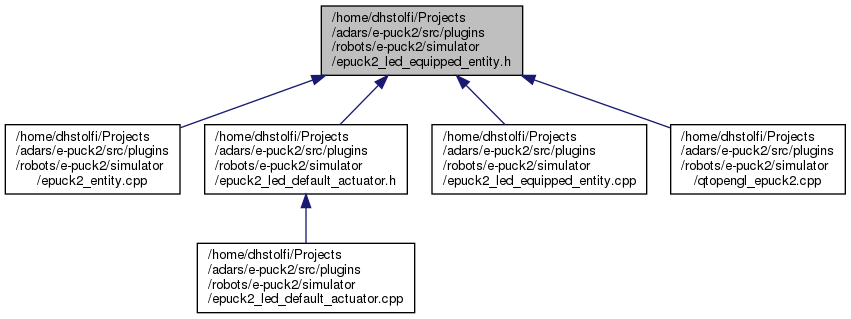 /home/dhstolfi/Projects
/adars/e-puck2/src/plugins
/robots/e-puck2/simulator
/epuck2_led_equipped_entity.h
/home/dhstolfi/Projects
/adars/e-puck2/src/plugins
/robots/e-puck2/simulator
/epuck2_entity.cpp
/home/dhstolfi/Projects
/adars/e-puck2/src/plugins
/robots/e-puck2/simulator
/epuck2_led_default_actuator.h
/home/dhstolfi/Projects
/adars/e-puck2/src/plugins
/robots/e-puck2/simulator
/epuck2_led_equipped_entity.cpp
/home/dhstolfi/Projects
/adars/e-puck2/src/plugins
/robots/e-puck2/simulator
/qtopengl_epuck2.cpp
/home/dhstolfi/Projects
/adars/e-puck2/src/plugins
/robots/e-puck2/simulator
/epuck2_led_default_actuator.cpp